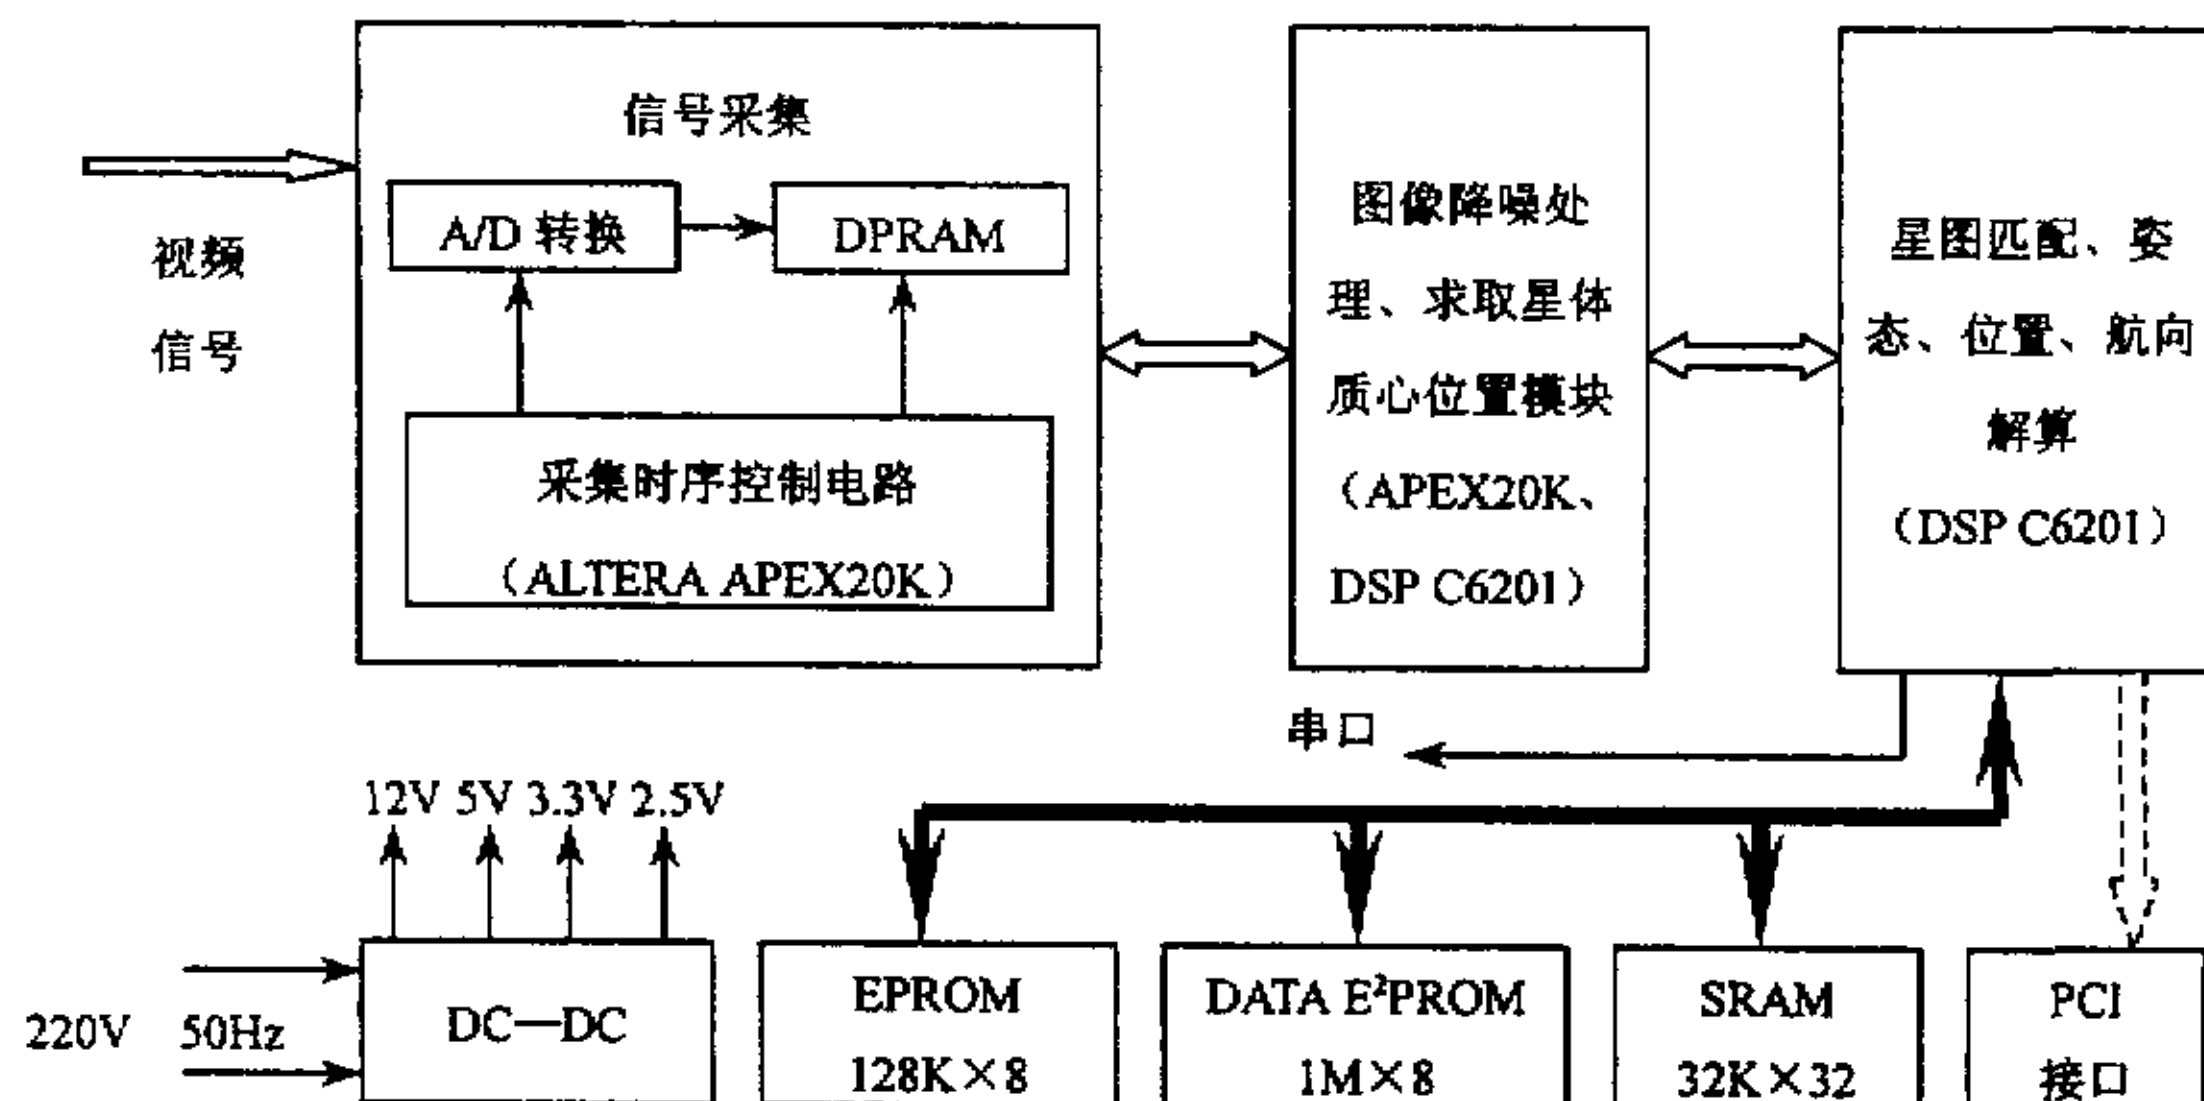 信号采集
视频
信号
A/D 转换
DPRAM
采集时序控制电路
（ALTERA APEX20K）
图像降噪处
理、求取星体
质心位置模块
（APEX20K、
DSP C6201）
星图匹配、姿
态、位置、航向
解算
（DSP C6201）
串口
12V 5V 3.3V 2.5V
220V 50Hz
DC—DC
EPROM
128K×8
DATA E²PROM
1M×8
SRAM
32K×32
PCI
接口